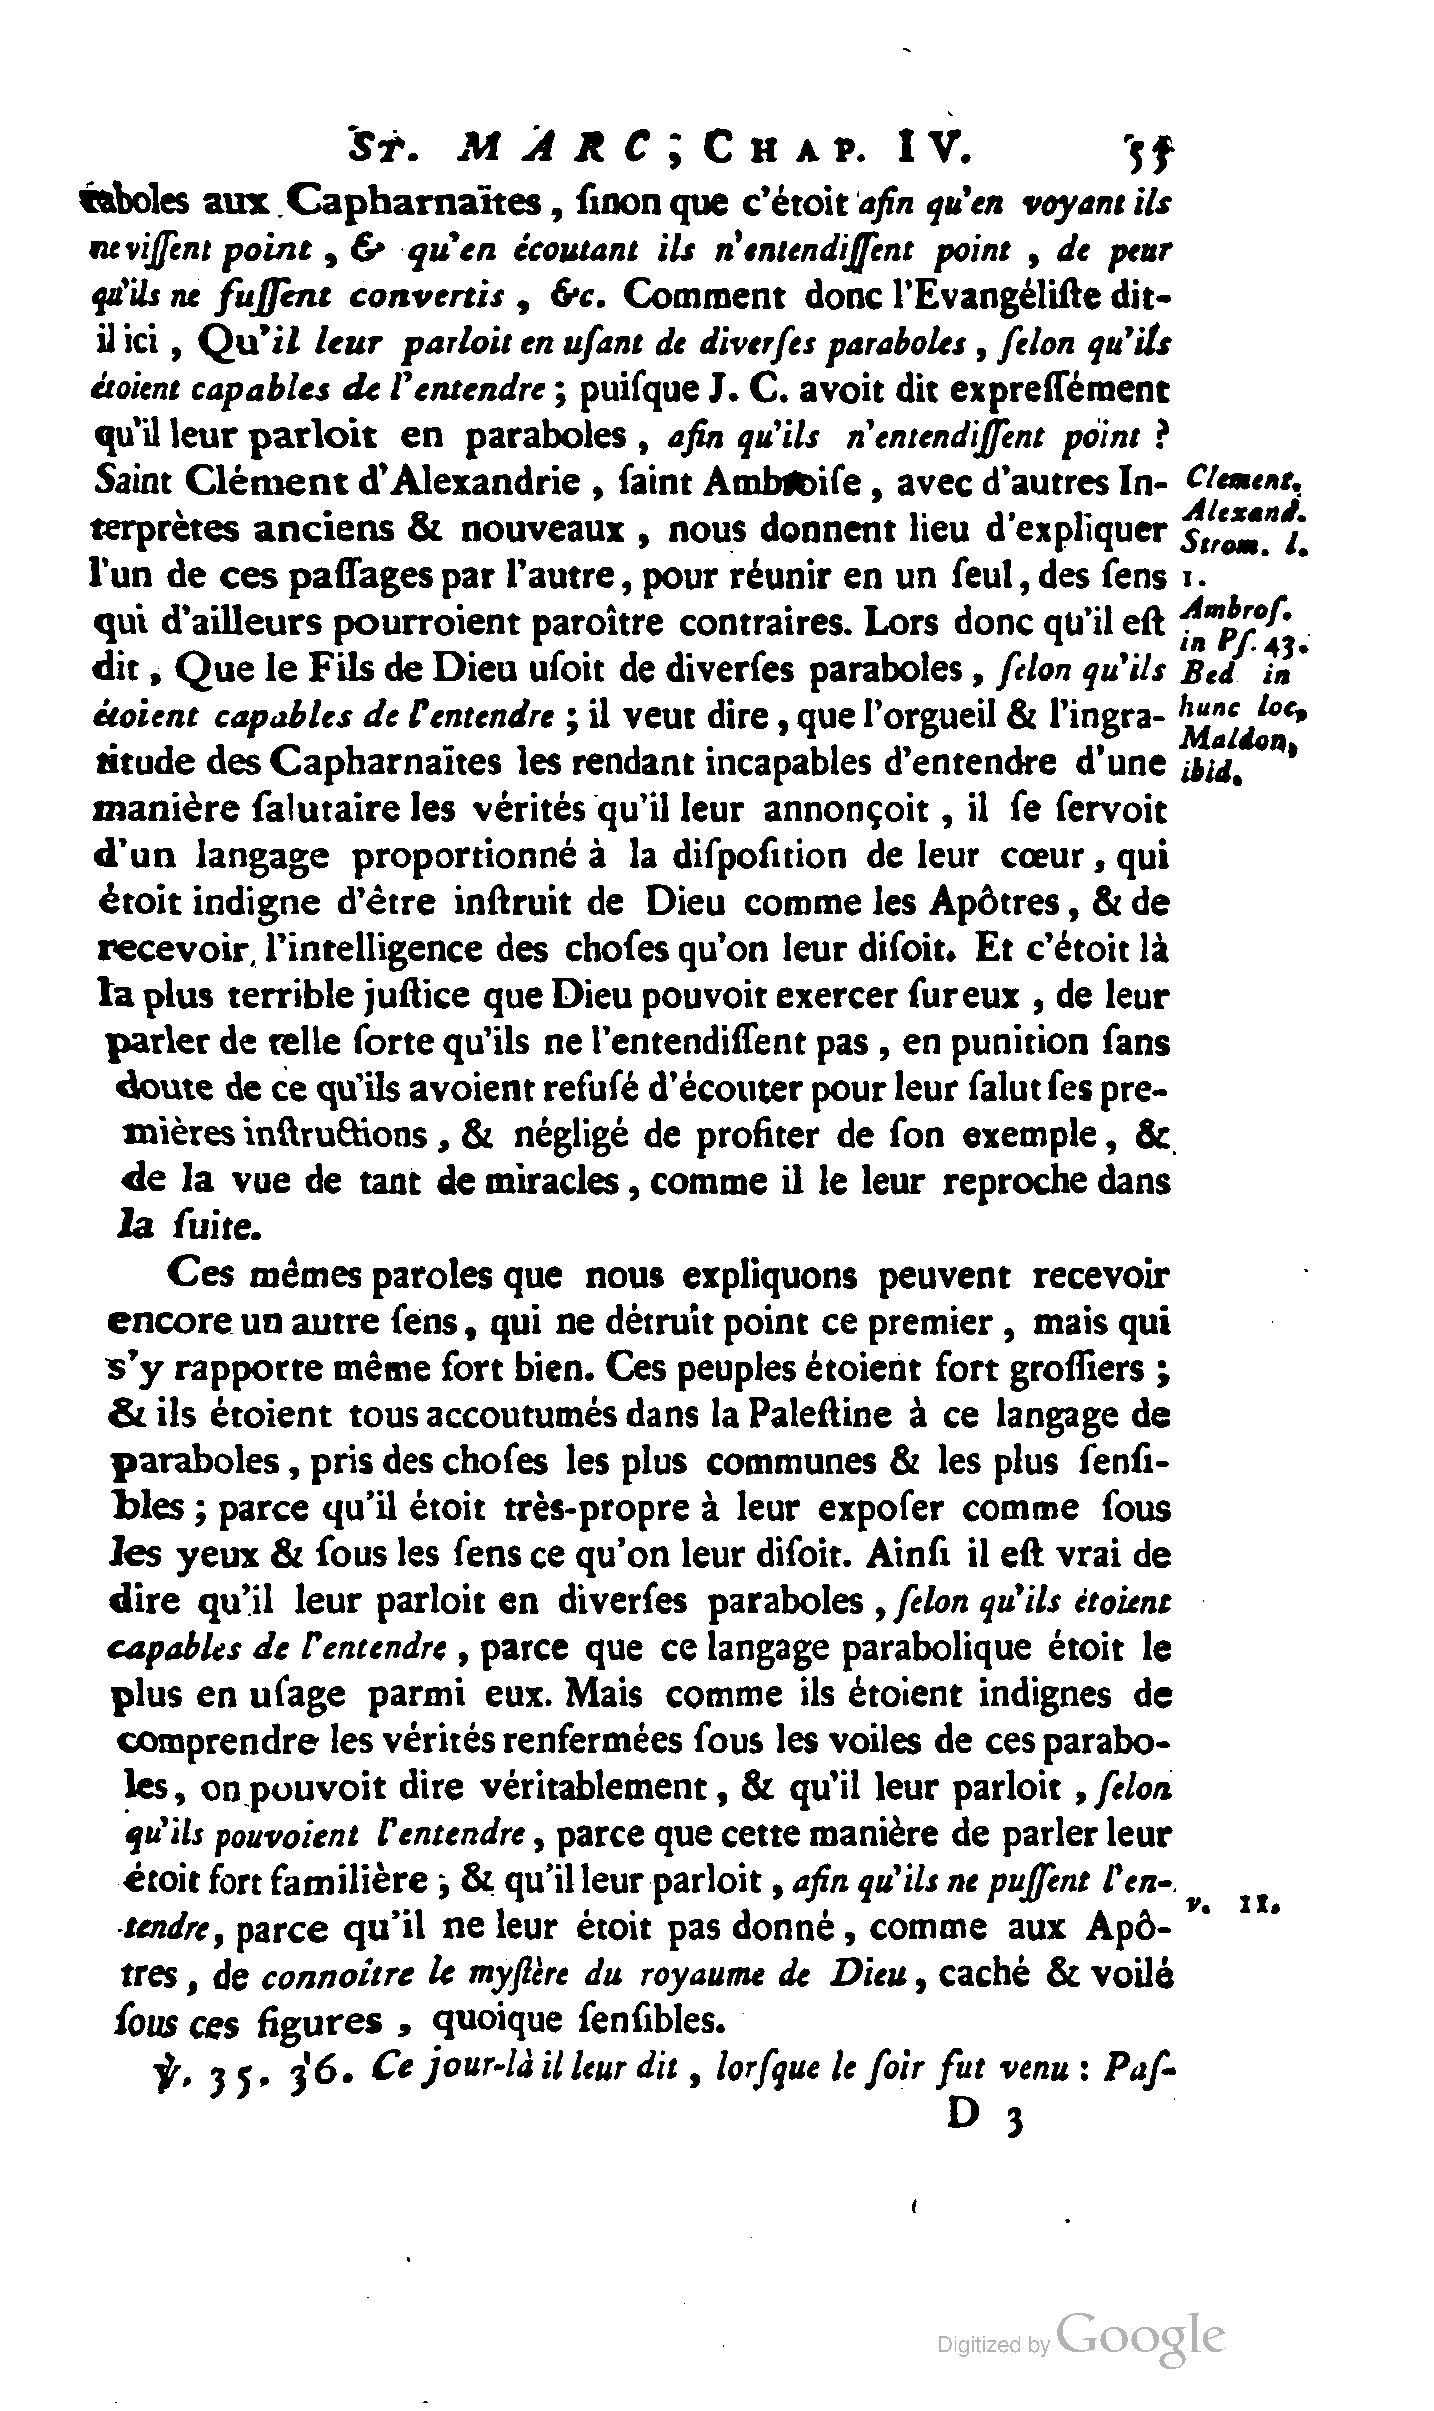 ST. MARC; CHAP. IV. 55
raboles aux Capharnaïtes, ſinon que c'étoit afin qu'en voyant ils
ne viſſent point, & qu'en écoutant ils n'entendiſſent point, de peur
qu'ils ne fuſſent convertis, &c. Comment donc l'Evangéliſte dit-
il ici, Qu'il leur parloit en uſant de diverſes paraboles, ſelon qu'ils
étoient capables de l'entendre; puiſque J. C. avoit dit expreſſément
qu'il leur parloit en paraboles, afin qu'ils n'entendiſſent point?
Saint Clément d'Alexandrie, ſaint Ambroiſe, avec d'autres In-
terprètes anciens & nouveaux, nous donnent lieu d'expliquer
l'un de ces paſſages par l'autre, pour réunir en un ſeul, des ſens
qui d'ailleurs pourroient paroître contraires. Lors donc qu'il eſt
dit, Que le Fils de Dieu uſoit de diverſes paraboles, ſelon qu'ils
étoient capables de l'entendre; il veut dire, que l'orgueil & l'ingra-
titude des Capharnaïtes les rendant incapables d'entendre d'une
manière ſalutaire les vérités qu'il leur annonçoit, il ſe ſervoit
d'un langage proportionné à la diſpoſition de leur cœur, qui
étoit indigne d'être inſtruit de Dieu comme les Apôtres, & de
recevoir l'intelligence des choſes qu'on leur diſoit. Et c'étoit là
la plus terrible juſtice que Dieu pouvoit exercer ſur eux, de leur
parler de telle ſorte qu'ils ne l'entendiſſent pas, en punition ſans
doute de ce qu'ils avoient refuſé d'écouter pour leur ſalut ſes pre-
mières inſtructions, & négligé de profiter de ſon exemple, &
de la vue de tant de miracles, comme il le leur reproche dans
la ſuite.
Clement.
Alexand.
Strom. l.
1.
Ambroſ.
in Pſ. 43.
Bed in
hunc loc,
Maldon,
ibid.
Ces mêmes paroles que nous expliquons peuvent recevoir
encore un autre ſens, qui ne détruit point ce premier, mais qui
s'y rapporte même fort bien. Ces peuples étoient fort groſſiers;
& ils étoient tous accoutumés dans la Paleſtine à ce langage de
paraboles, pris des choſes les plus communes & les plus ſenſi-
bles; parce qu'il étoit très-propre à leur expoſer comme ſous
les yeux & ſous les ſens ce qu'on leur diſoit. Ainſi il eſt vrai de
dire qu'il leur parloit en diverſes paraboles, ſelon qu'ils étoient
capables de l'entendre, parce que ce langage parabolique étoit le
plus en uſage parmi eux. Mais comme ils étoient indignes de
comprendre les vérités renfermées ſous les voiles de ces parabo-
les, on pouvoit dire véritablement, & qu'il leur parloit, ſelon
qu'ils pouvoient l'entendre, parce que cette manière de parler leur
étoit fort familière; & qu'il leur parloit, afin qu'ils ne puſſent l'en-
tendre, parce qu'il ne leur étoit pas donné, comme aux Apô-
tres, de connoître le myſtère du royaume de Dieu, caché & voilé
ſous ces figures, quoique ſenſibles.
v. 11.
℣. 35. 36. Ce jour-là il leur dit, lorſque le ſoir fut venu: Paſ-
D 3
Digitized by Google